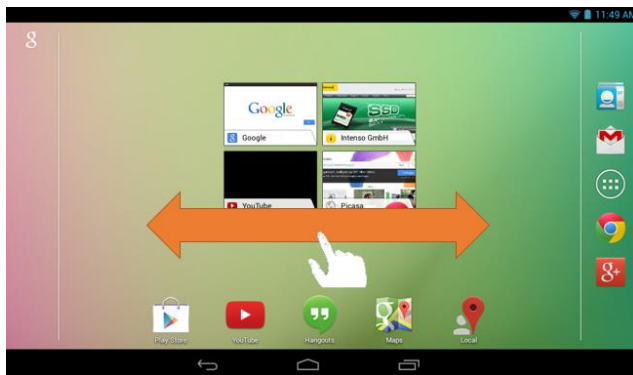 11:49 AM
g
Google
SSD
Google
Intenso GmbH
YouTube
Picasa
g+
Play Store
YouTube
Hangouts
Maps
Local